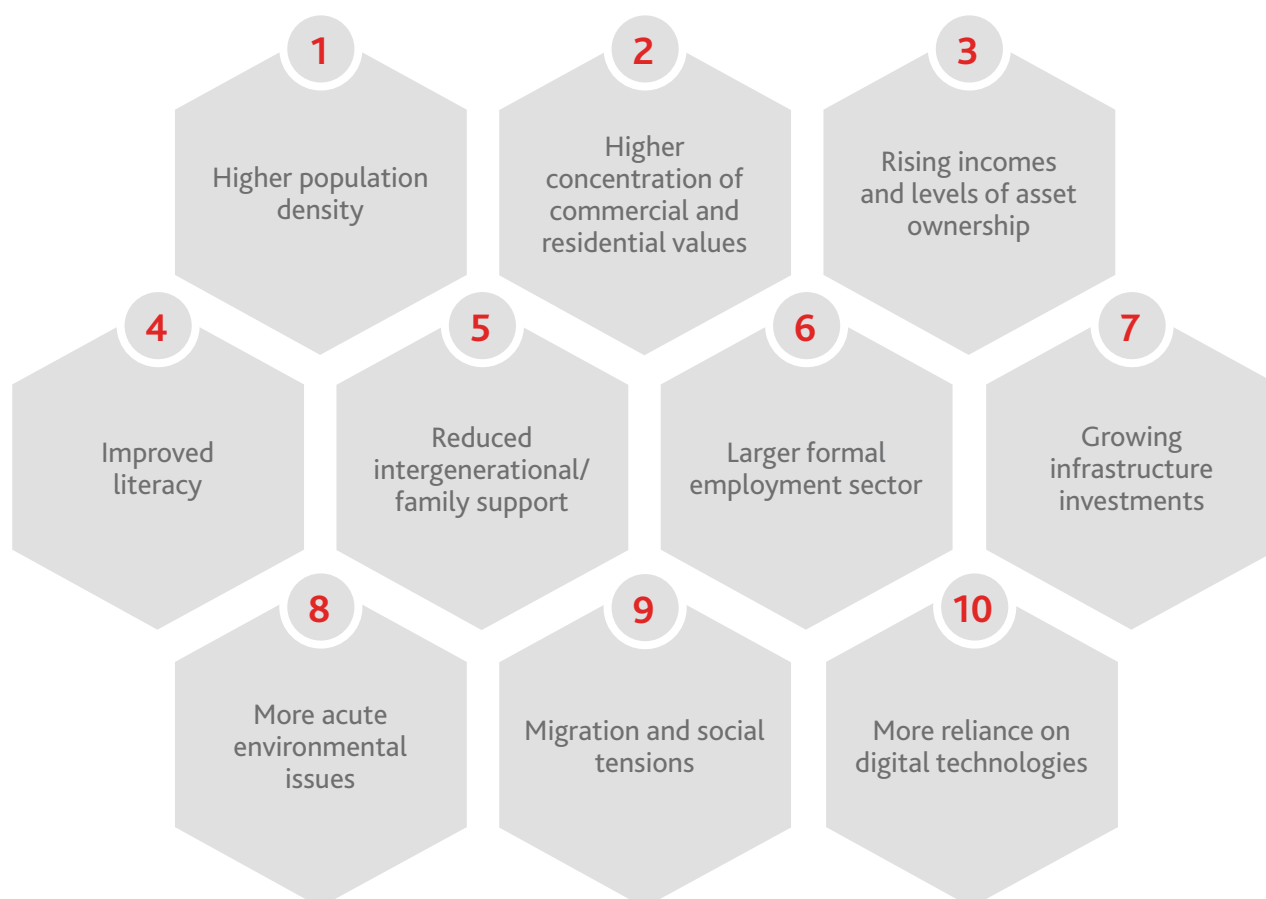 1
Higher population
density
2
Higher
concentration of
commercial and
residential values
3
Rising incomes
and levels of asset
ownership
4
Improved
literacy
5
Reduced
intergenerational/
family support
6
Larger formal
employment sector
7
Growing
infrastructure
investments
8
More acute
environmental
issues
9
Migration and social
tensions
10
More reliance on
digital technologies